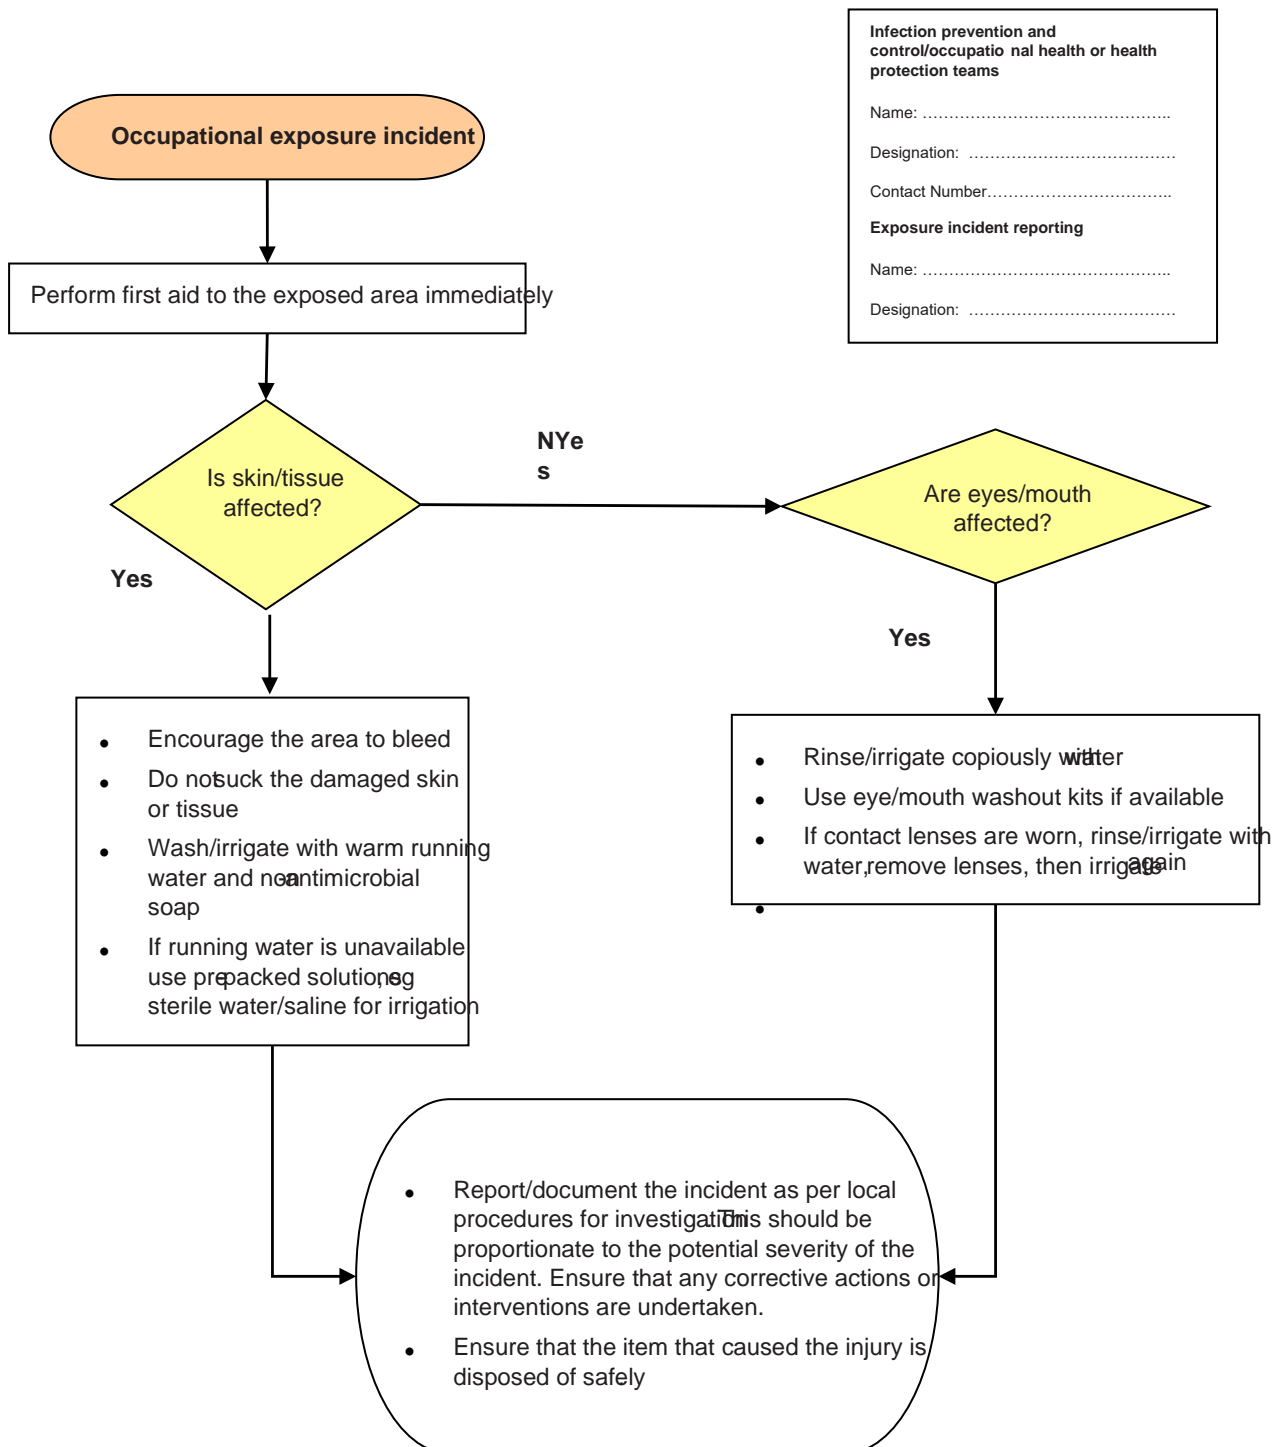 Infection prevention and
control/occupatio nal health or health
protection teams
Name: ………………………………………..
Designation: …………………………………
Contact Number……………………………..
Exposure incident reporting
Name: ………………………………………..
Designation: …………………………………
Occupational exposure incident
Perform first aid to the exposed area immediately
Is skin/tissue
affected?
NYe
s
Are eyes/mouth
affected?
Yes
Yes
• Encourage the area to bleed
• Do not suck the damaged skin
or tissue
• Wash/irrigate with warm running
water and non-antimicrobial
soap
• If running water is unavailable
use pre-packed solutions, eg
sterile water/saline for irrigation
• Rinse/irrigate copiously with water
• Use eye/mouth washout kits if available
• If contact lenses are worn, rinse/irrigate with
water, remove lenses, then irrigate again
•
• Report/document the incident as per local
procedures for investigation. This should be
proportionate to the potential severity of the
incident. Ensure that any corrective actions or
interventions are undertaken.
• Ensure that the item that caused the injury is
disposed of safely